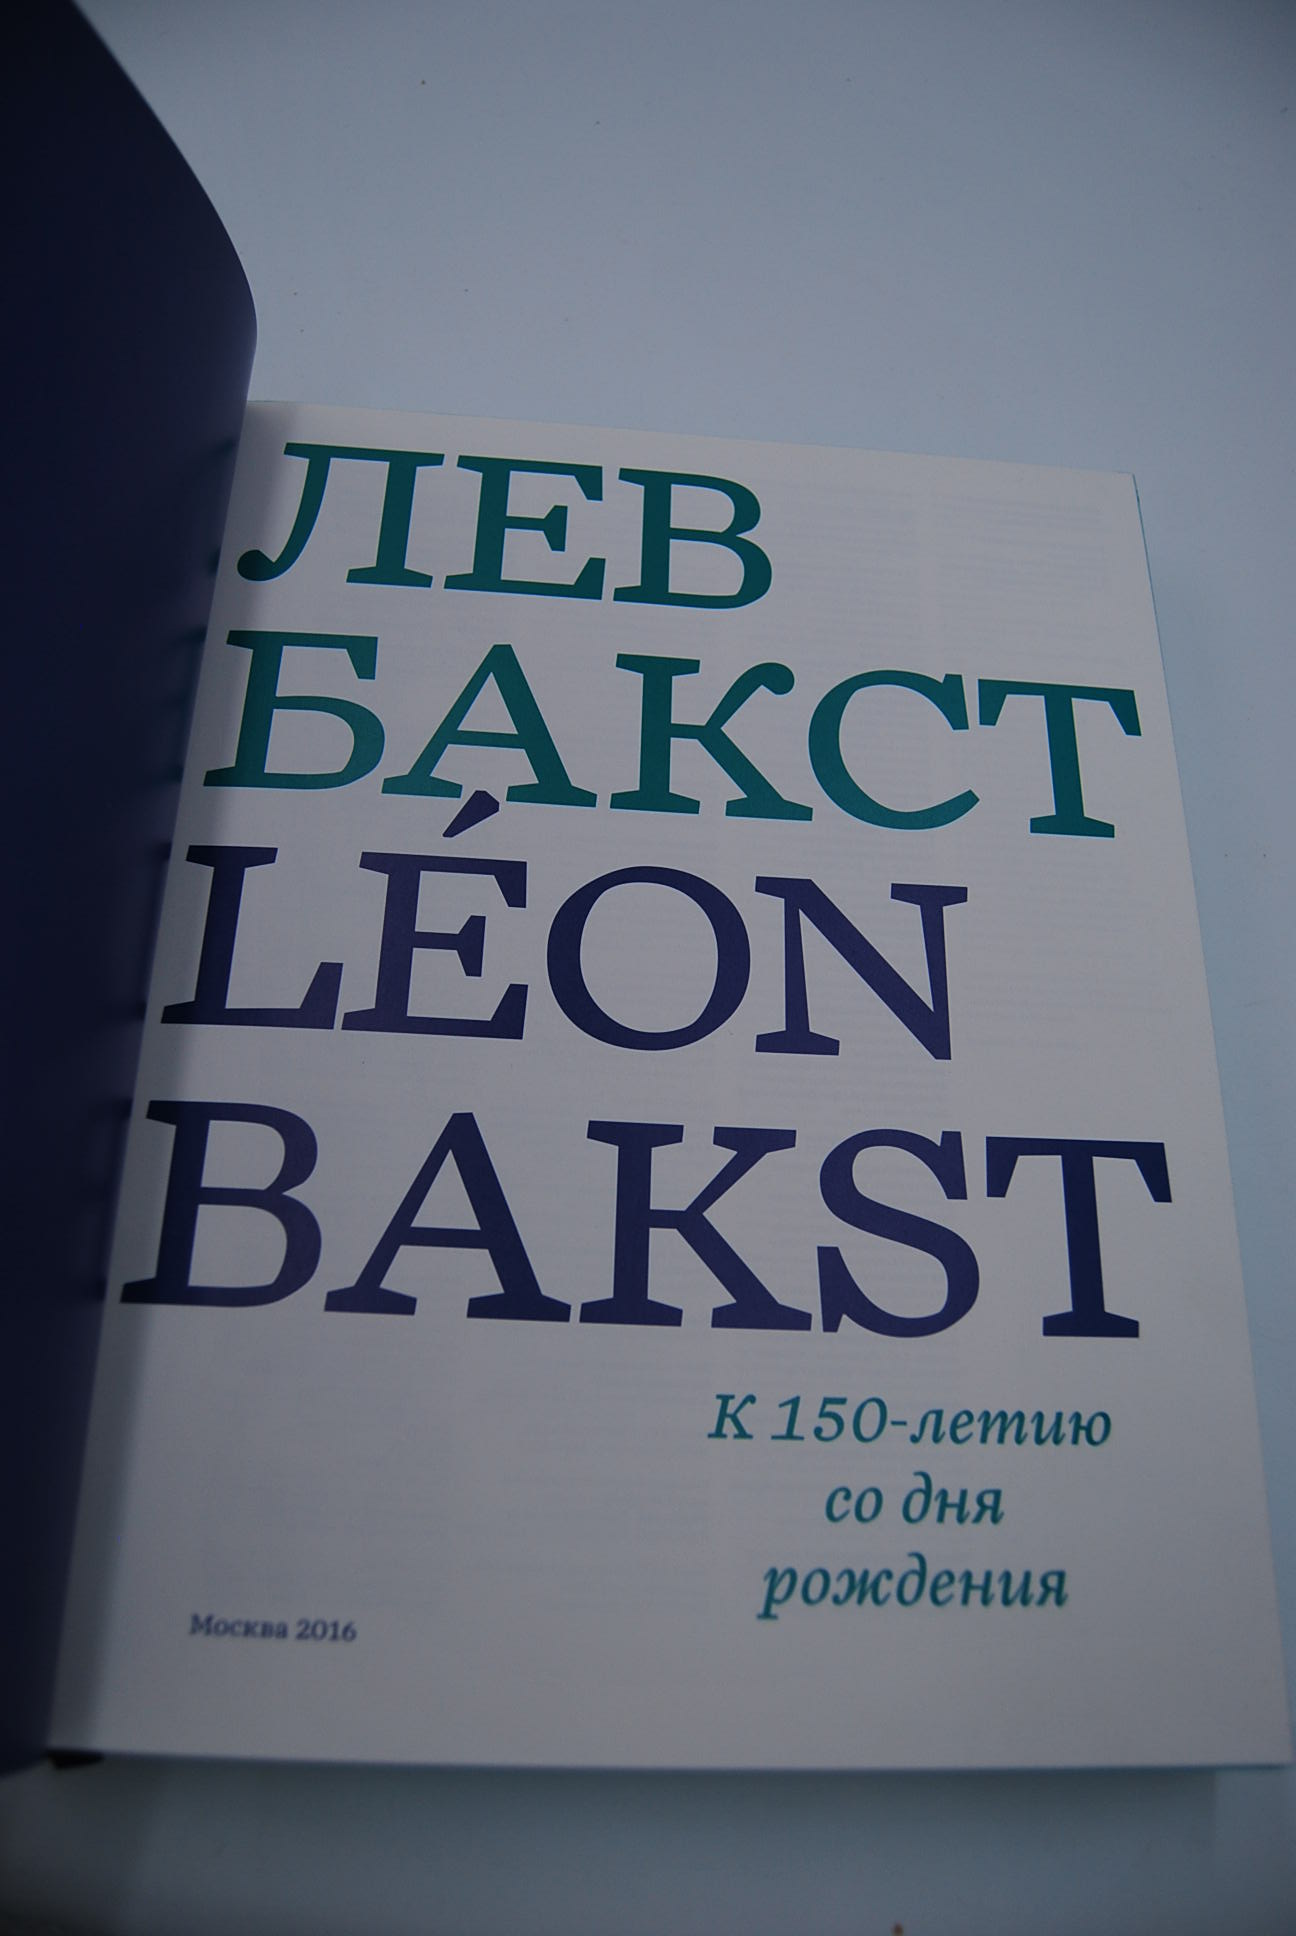 ЛЕВ
БАКСТ
LÉON
BAKST
К 150-летию
со дня
рождения
Москва 2016